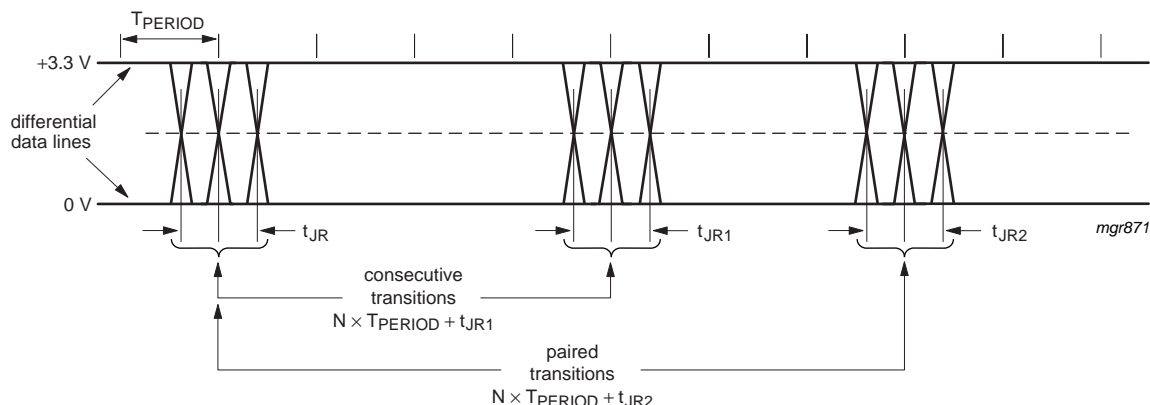 TPERIOD
+3.3 V
differential
data lines
0 V
tJR
tJR1
tJR2
mgr871
consecutive
transitions
N × TPERIOD + tJR1
paired
transitions
N × TPERIOD + tJR2